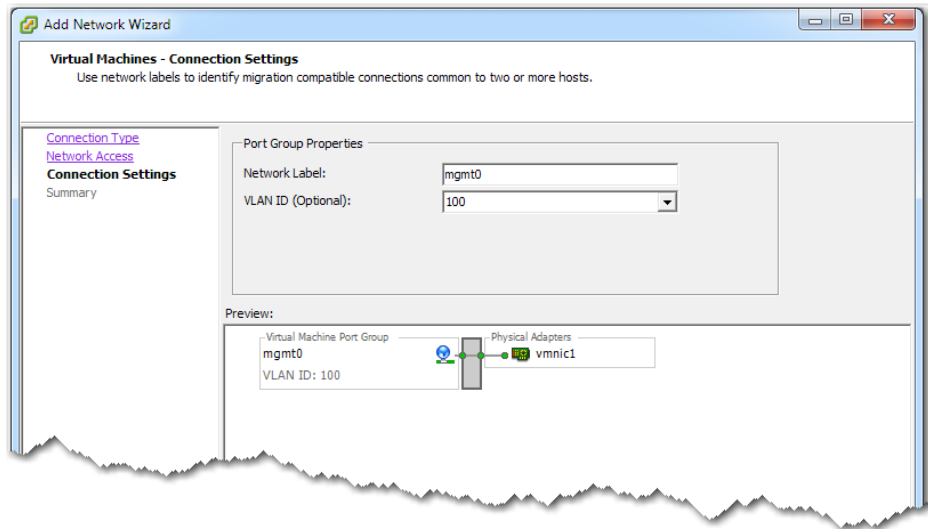 Add Network Wizard
Virtual Machines - Connection Settings
Use network labels to identify migration compatible connections common to two or more hosts.
Connection Type
Network Access
Connection Settings
Summary
Port Group Properties
Network Label:
mgmt0
VLAN ID (Optional):
100
Preview:
Virtual Machine Port Group
mgmt0
VLAN ID: 100
Physical Adapters
vmnic1